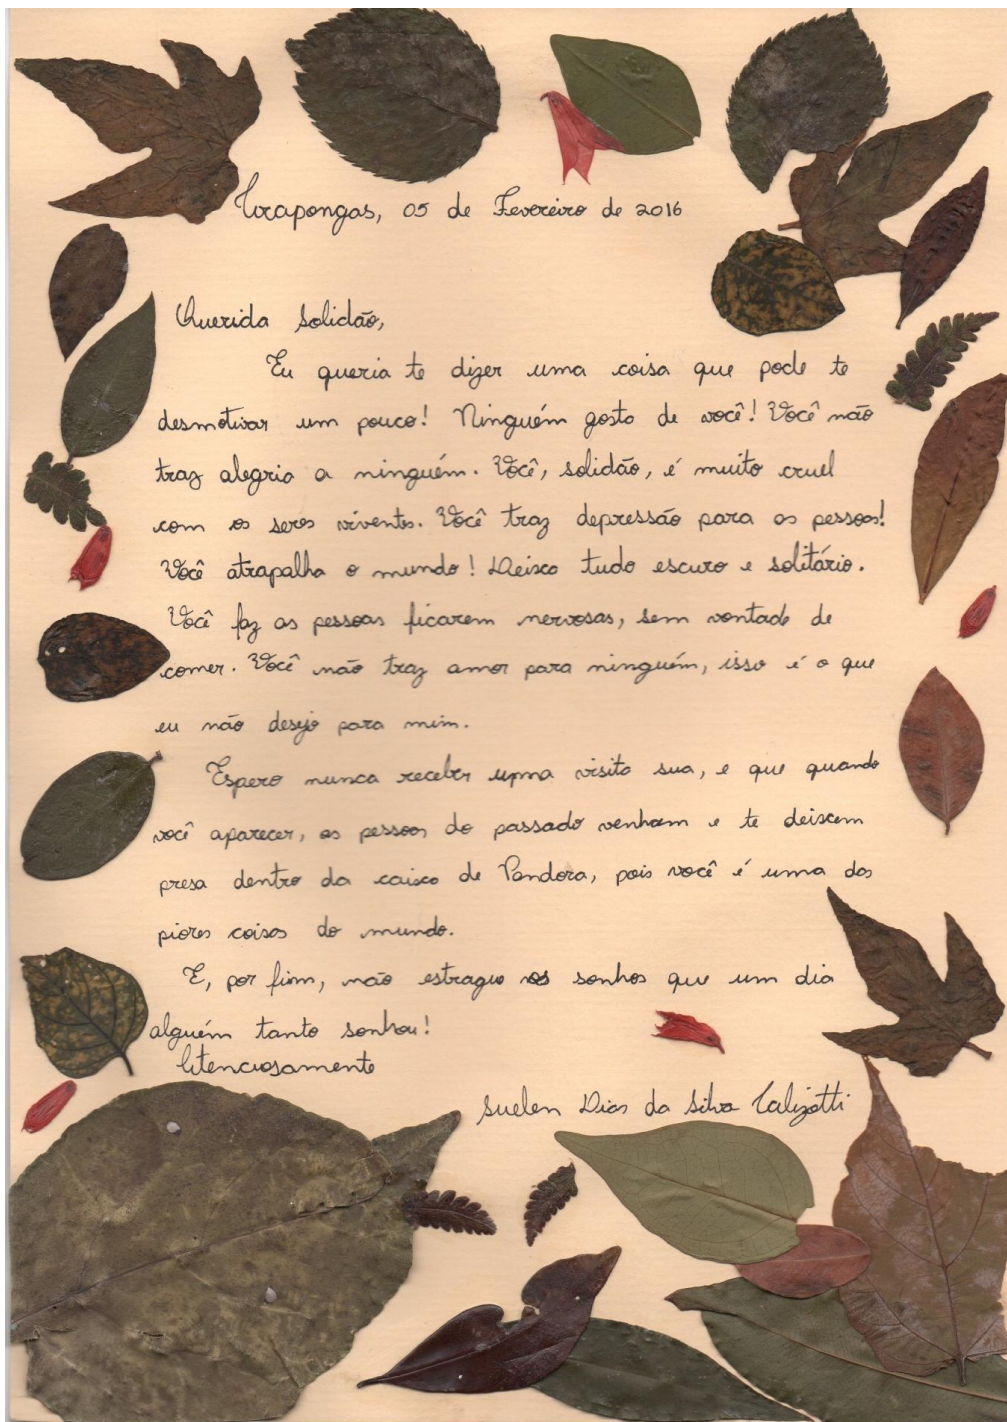 Arapongas, 05 de Fevereiro de 2016
Querida Solidão,
Eu queria te dizer uma coisa que pode te
desmotivar um pouco! Ninguém gosta de você! Você não
traz alegria a ninguém. Você, solidão, é muito cruel
com os seres viventes. Você traz depressão para as pessoas!
Você atrapalha o mundo! Deixa tudo escuro e solitário.
Você faz as pessoas ficarem nervosas, sem vontade de
comer. Você não traz amor para ninguém, isso é o que
eu não desejo para mim.
Espero nunca receber uma visita sua, e que quando
você aparecer, as pessoas do passado venham e te deixem
presa dentro da caixa de Pandora, pois você é uma das
piores coisas do mundo.
E, por fim, não estrague os sonhos que um dia
alguém tanto sonhou!
Atenciosamente
Suelen Dias da Silva